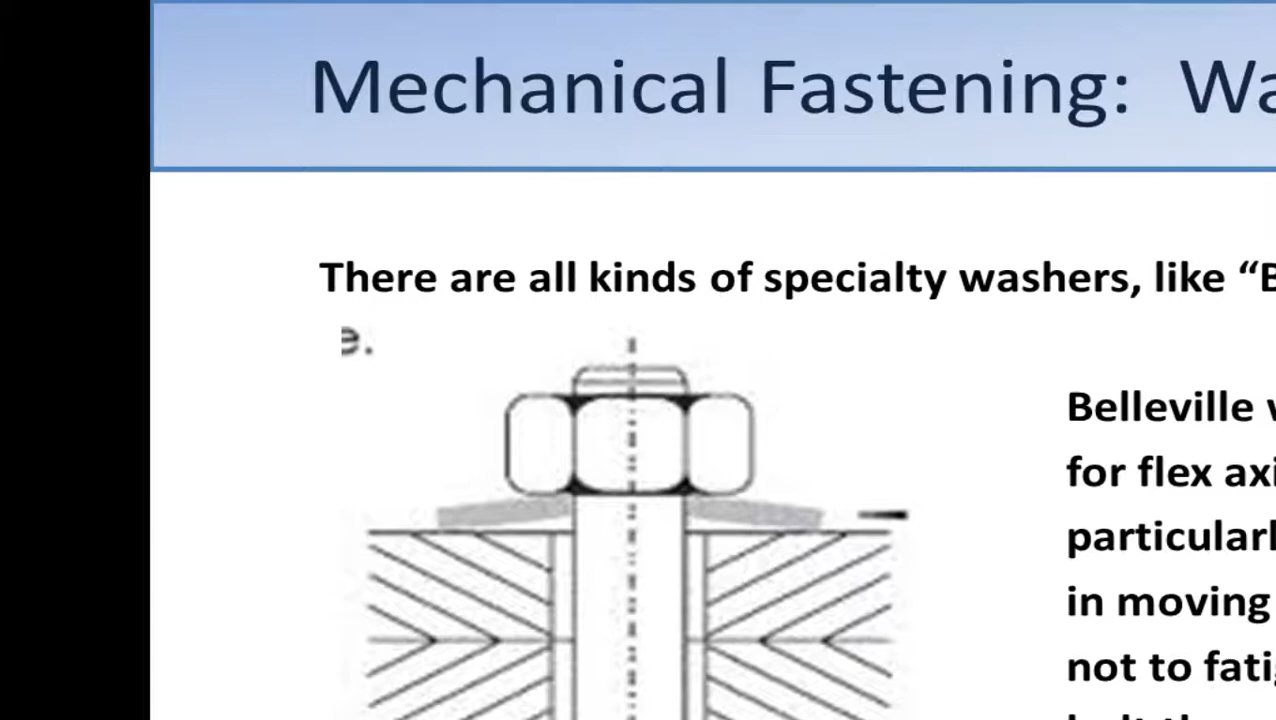 Mechanical Fastening: Wa
There are all kinds of specialty washers, like “B
e.
Belleville
for flex axi
particularl
in moving
not to fatig